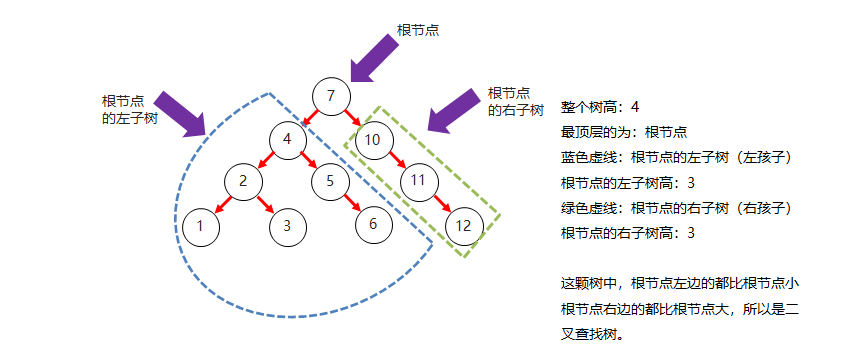 根节点
根节点
的左子树
根节点
的右子树
7
4
10
2
5
11
1
3
6
12
整个树高：4
最顶层的为：根节点
蓝色虚线：根节点的左子树（左孩子）
根节点的左子树高：3
绿色虚线：根节点的右子树（右孩子）
根节点的右子树高：3
这颗树中，根节点左边的都比根节点小
根节点右边的都比根节点大，所以是二
叉查找树。